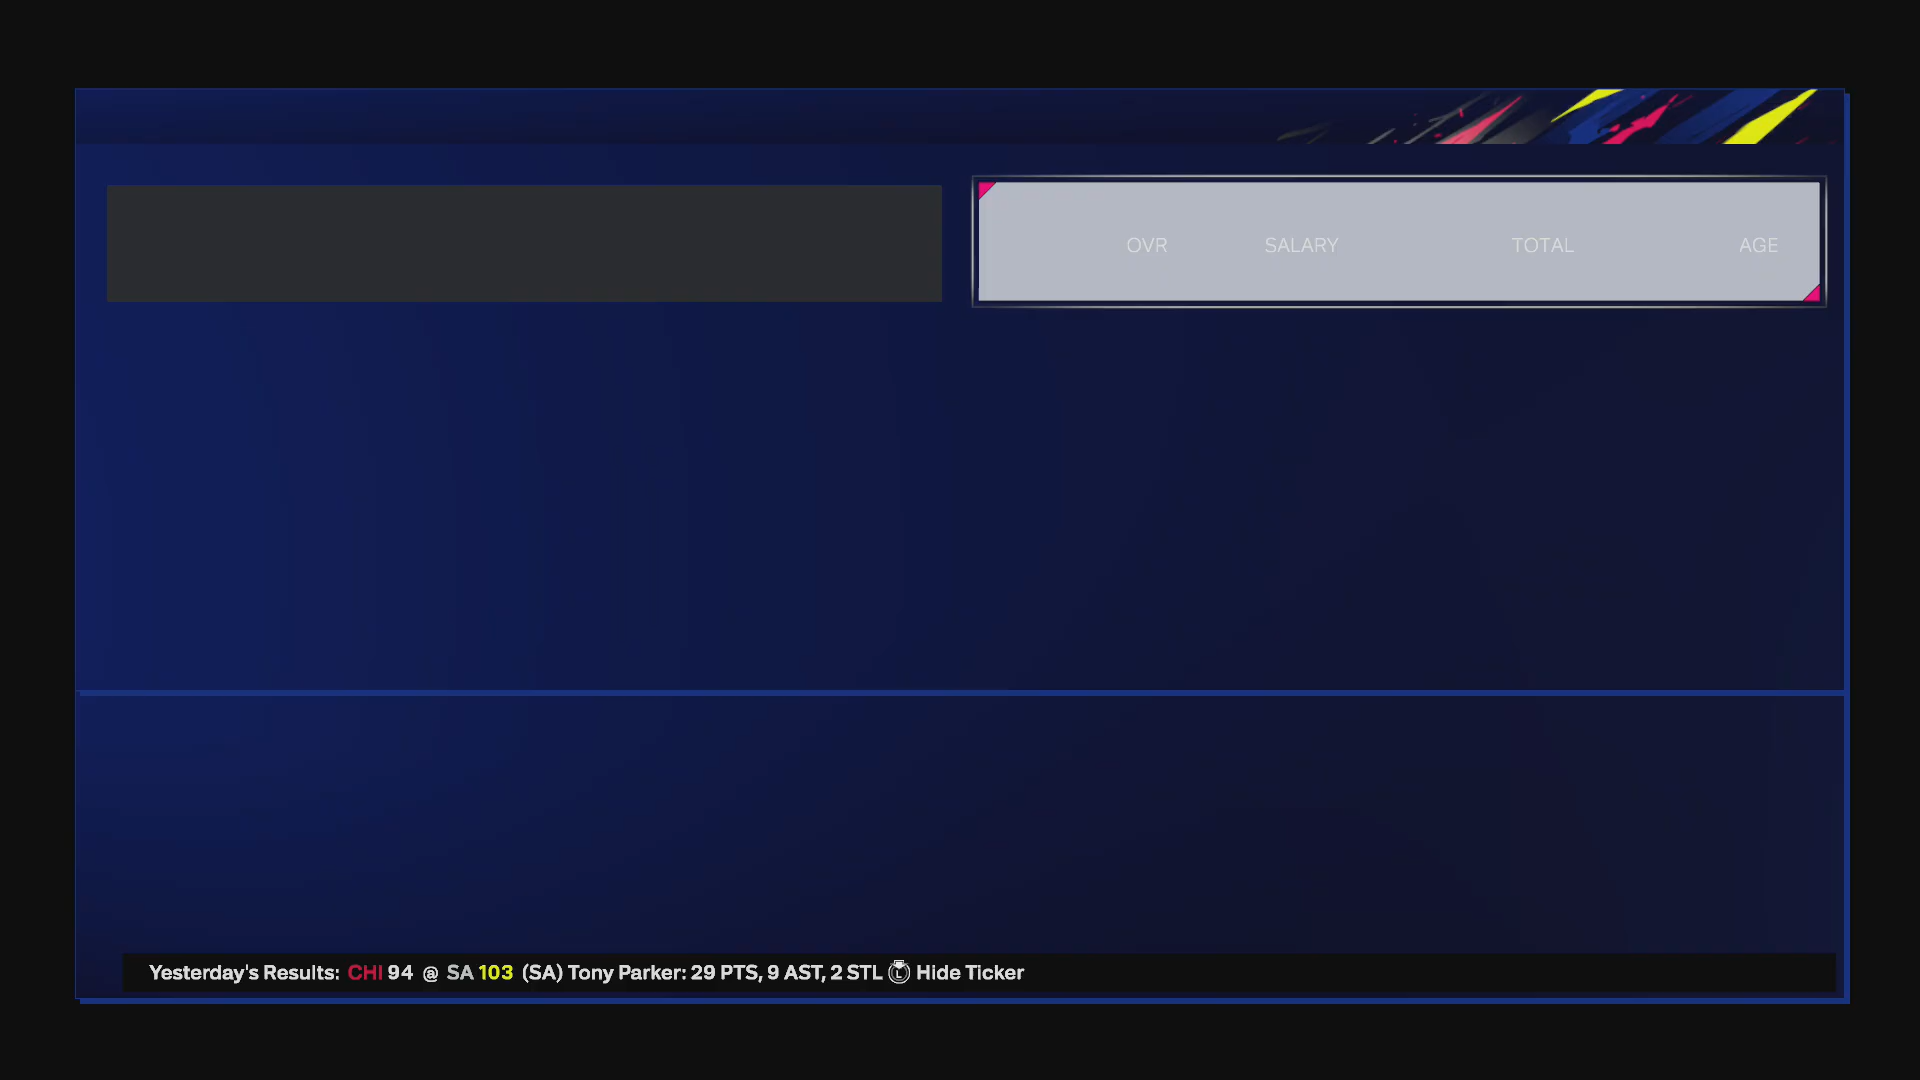 OVR SALARY TOTAL AGE
Yesterday's Results: CHI 94 @ SA 103 (SA) Tony Parker: 29 PTS, 9 AST, 2 STL L Hide Ticker